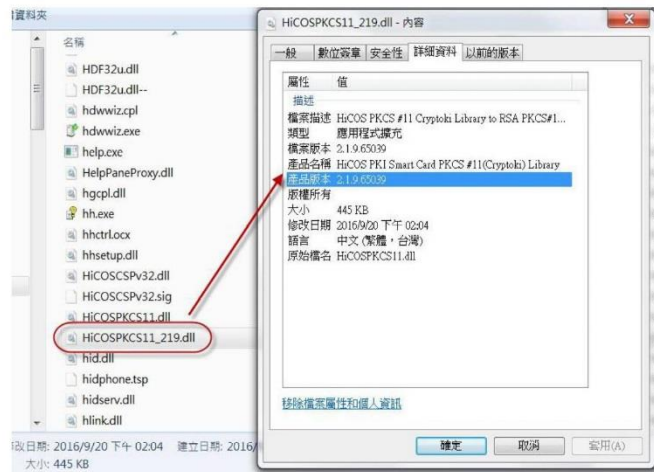 資料夾
名稱
HDF32u.dll
HDF32u.dll--
hdwwiz.cpl
hdwwiz.exe
help.exe
HelpPaneProxy.dll
hgcpl.dll
hh.exe
hhctrl.ocx
hhsetup.dll
HiCOSCSPv32.dll
HiCOSCSPv32.sig
HiCOSPKCS11.dll
HiCOSPKCS11_219.dll
hid.dll
hidphone.tsp
hidserv.dll
hlink.dll
改日期: 2016/9/20 下午 02:04 建立日期: 2016/
大小: 445 KB
HiCOSPKCS11_219.dll - 內容
一般 數位簽章 安全性 詳細資料 以前的版本
屬性 值
描述
檔案描述 HiCOS PKCS #11 Cryptoki Library to RSA PKCS#1...
類型 應用程式擴充
檔案版本 2.1.9.65039
產品名稱 HiCOS PKI Smart Card PKCS #11(Cryptoki) Library
產品版本 2.1.9.65039
版權所有
大小 445 KB
修改日期 2016/9/20 下午 02:04
語言 中文 (繁體，台灣)
原始檔名 HiCOSPKCS11.dll
移除檔案屬性和個人資訊
確定 取消 套用(A)